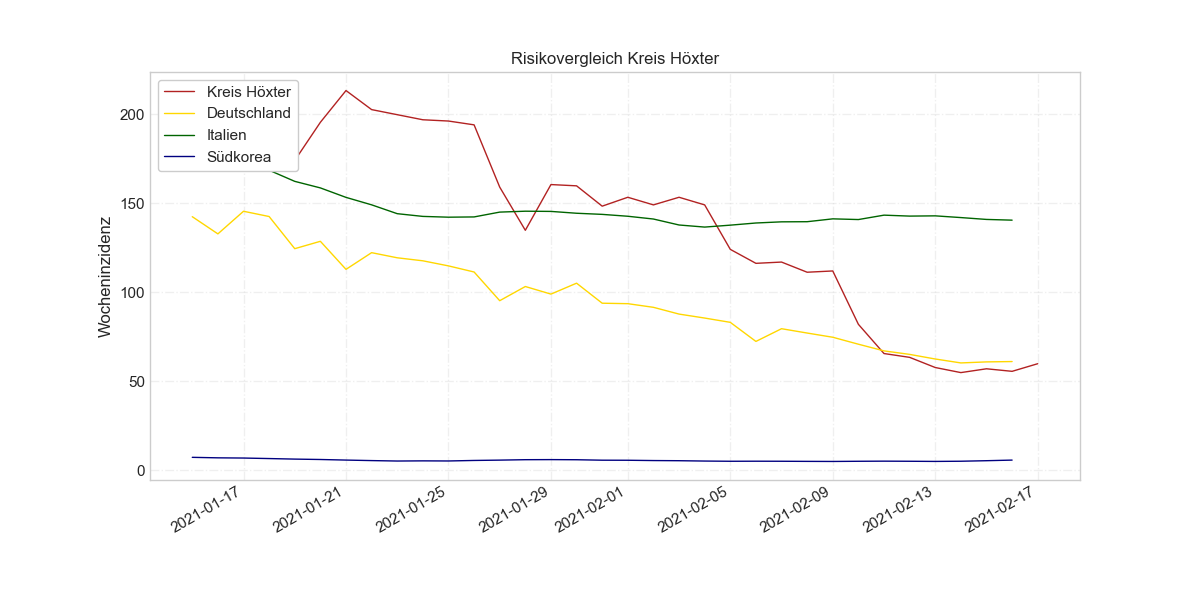 Risikovergleich Kreis Höxter
Kreis Höxter
Deutschland
Italien
Südkorea
Wocheninzidenz
200
150
100
50
0
2021-01-17
2021-01-21
2021-01-25
2021-01-29
2021-02-01
2021-02-05
2021-02-09
2021-02-13
2021-02-17